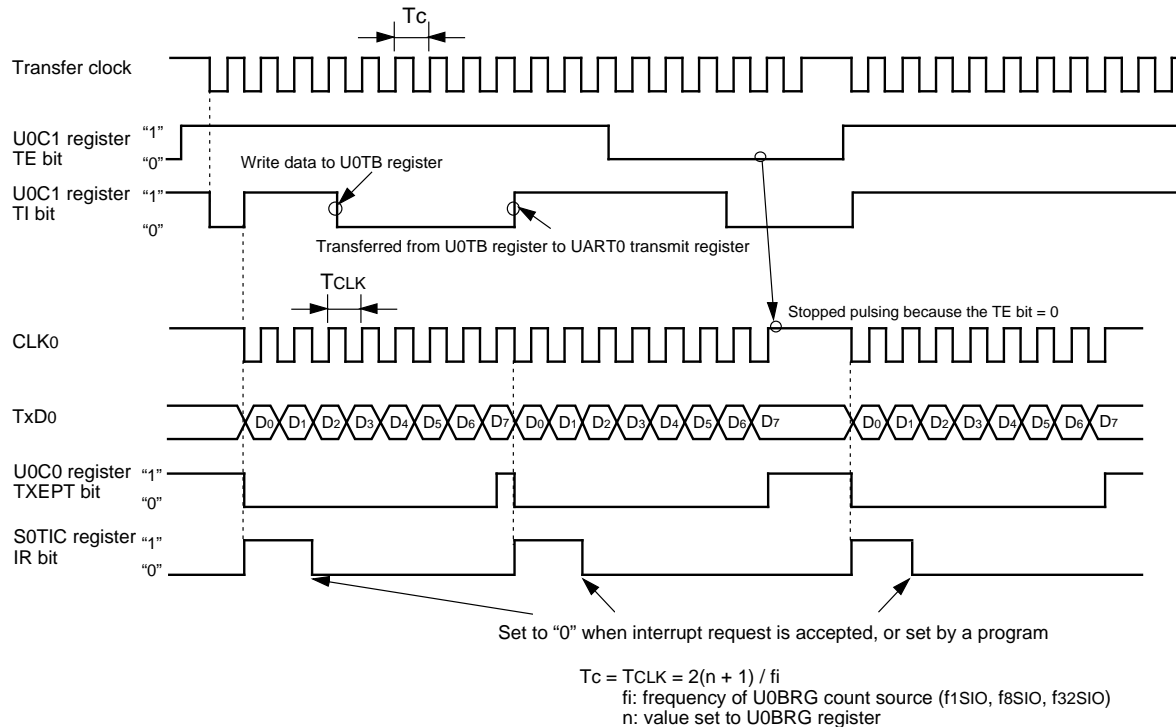 Tc
Transfer clock
U0C1 register
TE bit
“1”
“0”
Write data to U0TB register
U0C1 register
TI bit
“1”
“0”
Transferred from U0TB register to UART0 transmit register
TCLK
Stopped pulsing because the TE bit = 0
CLK0
TxD0
D0 D1 D2 D3 D4 D5 D6 D7 D0 D1 D2 D3 D4 D5 D6 D7 D0 D1 D2 D3 D4 D5 D6 D7
U0C0 register
TXEPT bit
“1”
“0”
S0TIC register
IR bit
“1”
“0”
Set to “0” when interrupt request is accepted, or set by a program
Tc = TCLK = 2(n + 1) / fi
fi: frequency of U0BRG count source (f1SIO, f8SIO, f32SIO)
n: value set to U0BRG register